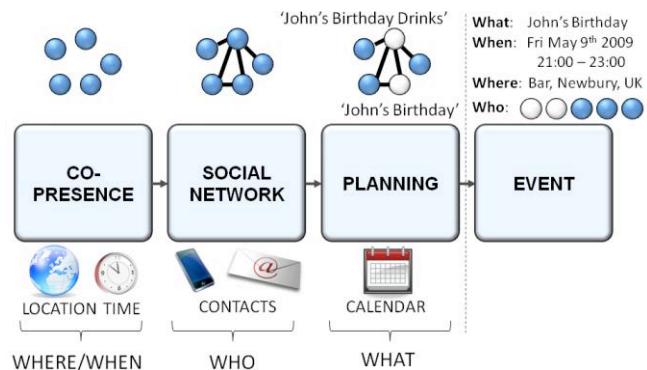 'John's Birthday Drinks'
'John's Birthday'
What: John's Birthday
When: Fri May 9th 2009
21:00 – 23:00
Where: Bar, Newbury, UK
Who:
CO-
PRESENCE
SOCIAL
NETWORK
PLANNING
EVENT
@
LOCATION TIME
CONTACTS
CALENDAR
WHERE/WHEN
WHO
WHAT